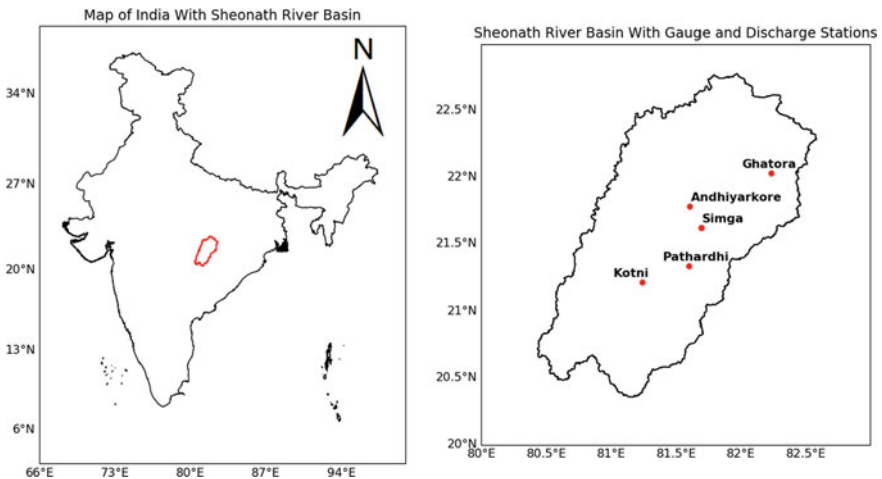 Map of India With Sheonath River Basin
N
34°N
27°N
20°N
13°N
6°N
66°E 73°E 80°E 87°E 94°E
Sheonath River Basin With Gauge and Discharge Stations
22.5°N
22°N
21.5°N
21°N
20.5°N
20°N
Ghatora
Andhiyarkore
Simga
Pathardhi
Kotni
80°E 80.5°E 81°E 81.5°E 82°E 82.5°E